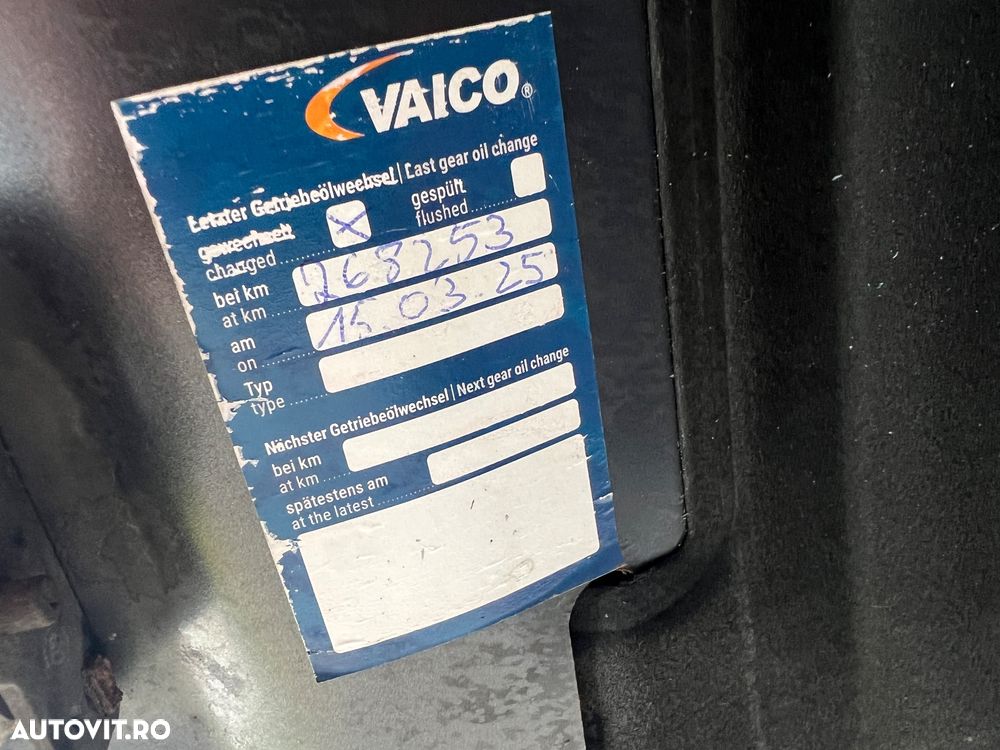 VAICO®
Letzter Getriebeölwechsel | Last gear oil change
gewechselt
changed ........ X
gespült
flushed ........
bei km
at km ........ 268253
am
on ........ 15.03.25
Typ
type ........
Nächster Getriebeölwechsel | Next gear oil change
bei km
at km ........
spätestens am
at the latest ........
AUTOVIT.RO